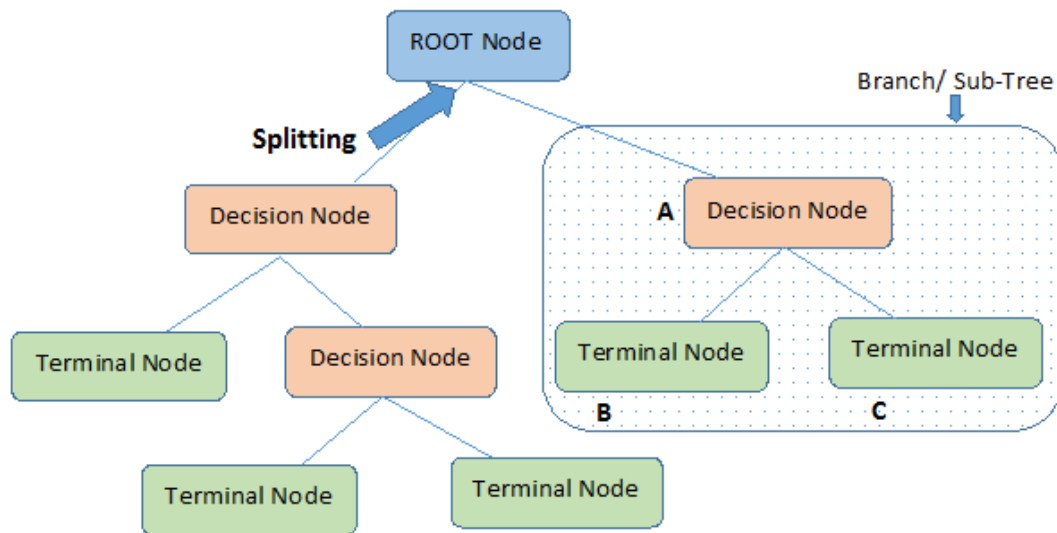 ROOT Node
Branch/ Sub-Tree
Splitting
Decision Node
A
Decision Node
Terminal Node
Decision Node
Terminal Node
Terminal Node
B
C
Terminal Node
Terminal Node